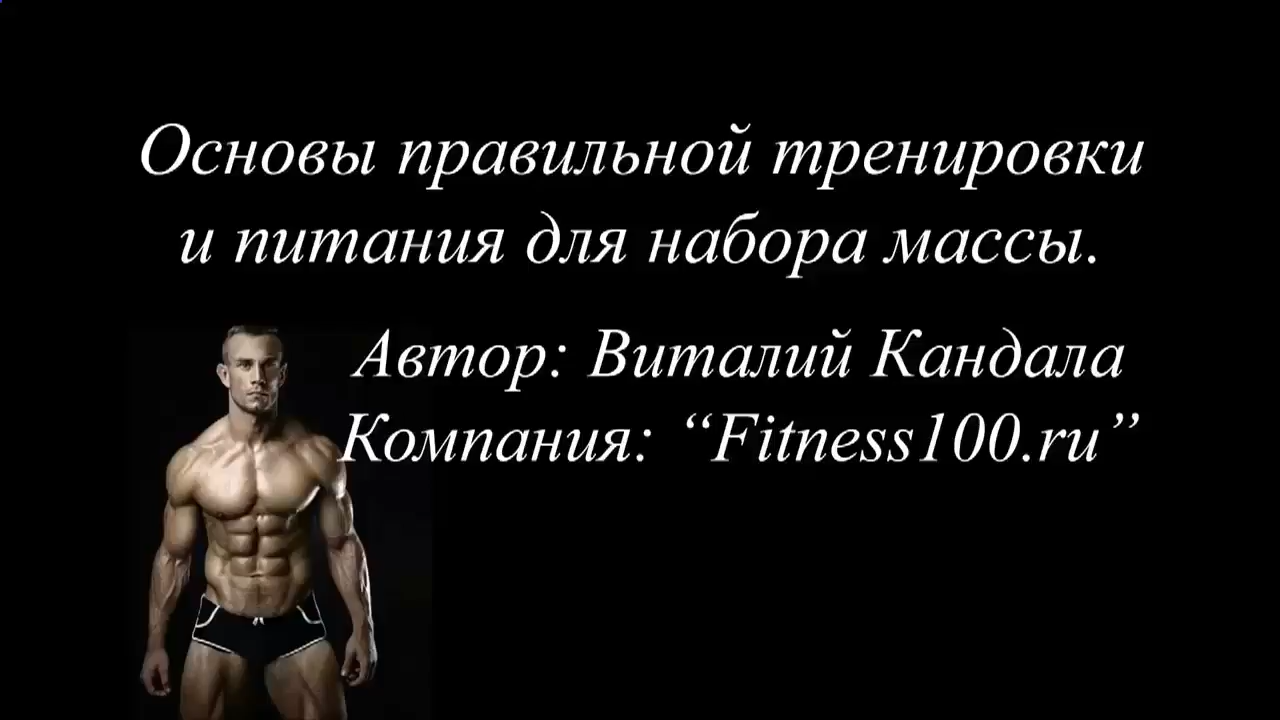 Основы правильной тренировки
и питания для набора массы.
Автор: Виталий Кандала
Компания: “Fitness100.ru”